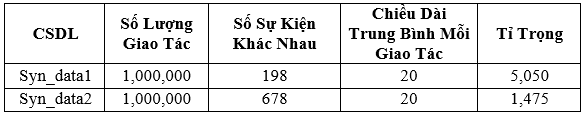 CSDL
Số Lượng
Giao Tác
Số Sự Kiện
Khác Nhau
Chiều Dài
Trung Bình Mỗi
Giao Tác
Tỉ Trọng
Syn_data1 1,000,000 198 20 5,050
Syn_data2 1,000,000 678 20 1,475